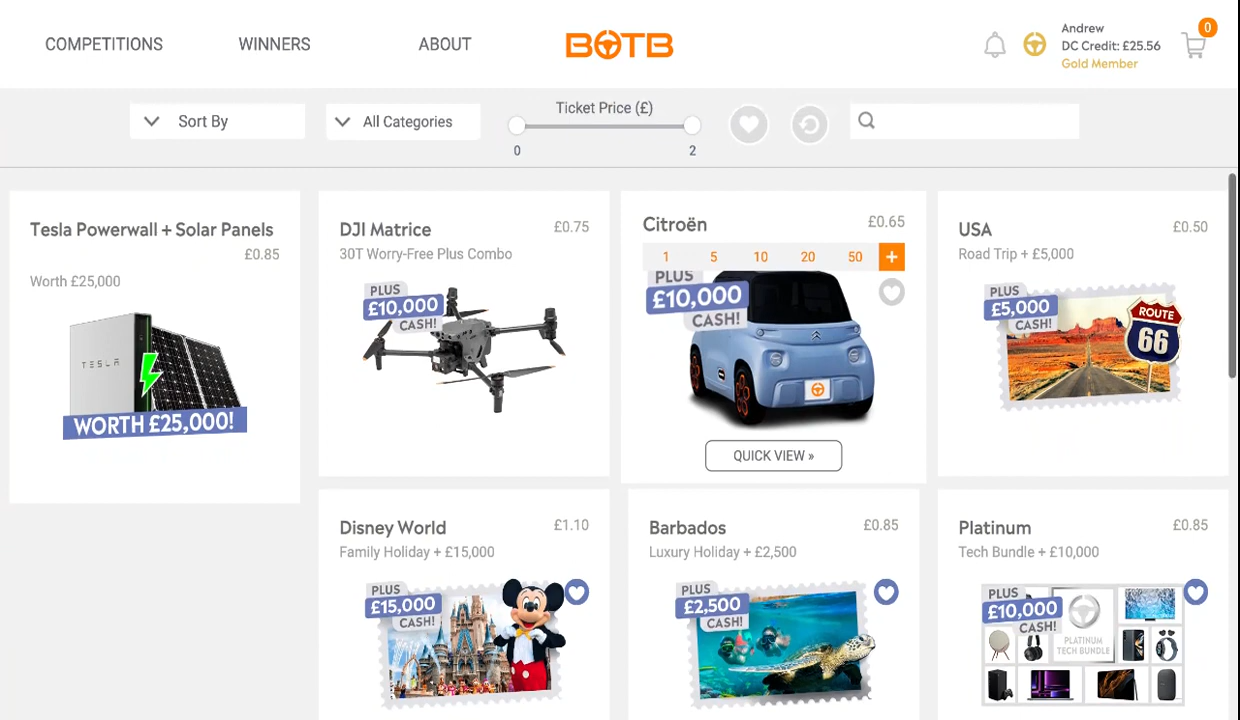 COMPETITIONS
WINNERS
ABOUT
BOTB
Andrew
DC Credit: £25.56
Gold Member
0
Sort By
All Categories
Ticket Price (£)
0
2
Tesla Powerwall + Solar Panels
£0.85
Worth £25,000
TESLA
WORTH £25,000!
DJI Matrice
£0.75
30T Worry-Free Plus Combo
PLUS
£10,000
CASH!
Citroën
£0.65
1 5 10 20 50 +
PLUS
£10,000
CASH!
QUICK VIEW »
USA
£0.50
Road Trip + £5,000
PLUS
£5,000
CASH!
ROUTE
66
Disney World
£1.10
Family Holiday + £15,000
PLUS
£15,000
CASH!
Barbados
£0.85
Luxury Holiday + £2,500
PLUS
£2,500
CASH!
Platinum
£0.85
Tech Bundle + £10,000
PLUS
£10,000
CASH!
PLATINUM
TECH BUNDLE